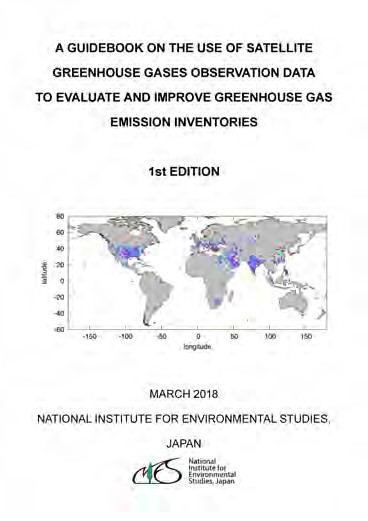 A GUIDEBOOK ON THE USE OF SATELLITE
GREENHOUSE GASES OBSERVATION DATA
TO EVALUATE AND IMPROVE GREENHOUSE GAS
EMISSION INVENTORIES
1st EDITION
80
60
40
20
0
-20
-40
-60
latitude
-150 -100 -50 0 50 100 150
longitude
MARCH 2018
NATIONAL INSTITUTE FOR ENVIRONMENTAL STUDIES,
JAPAN
NIES
National
Institute for
Environmental
Studies, Japan